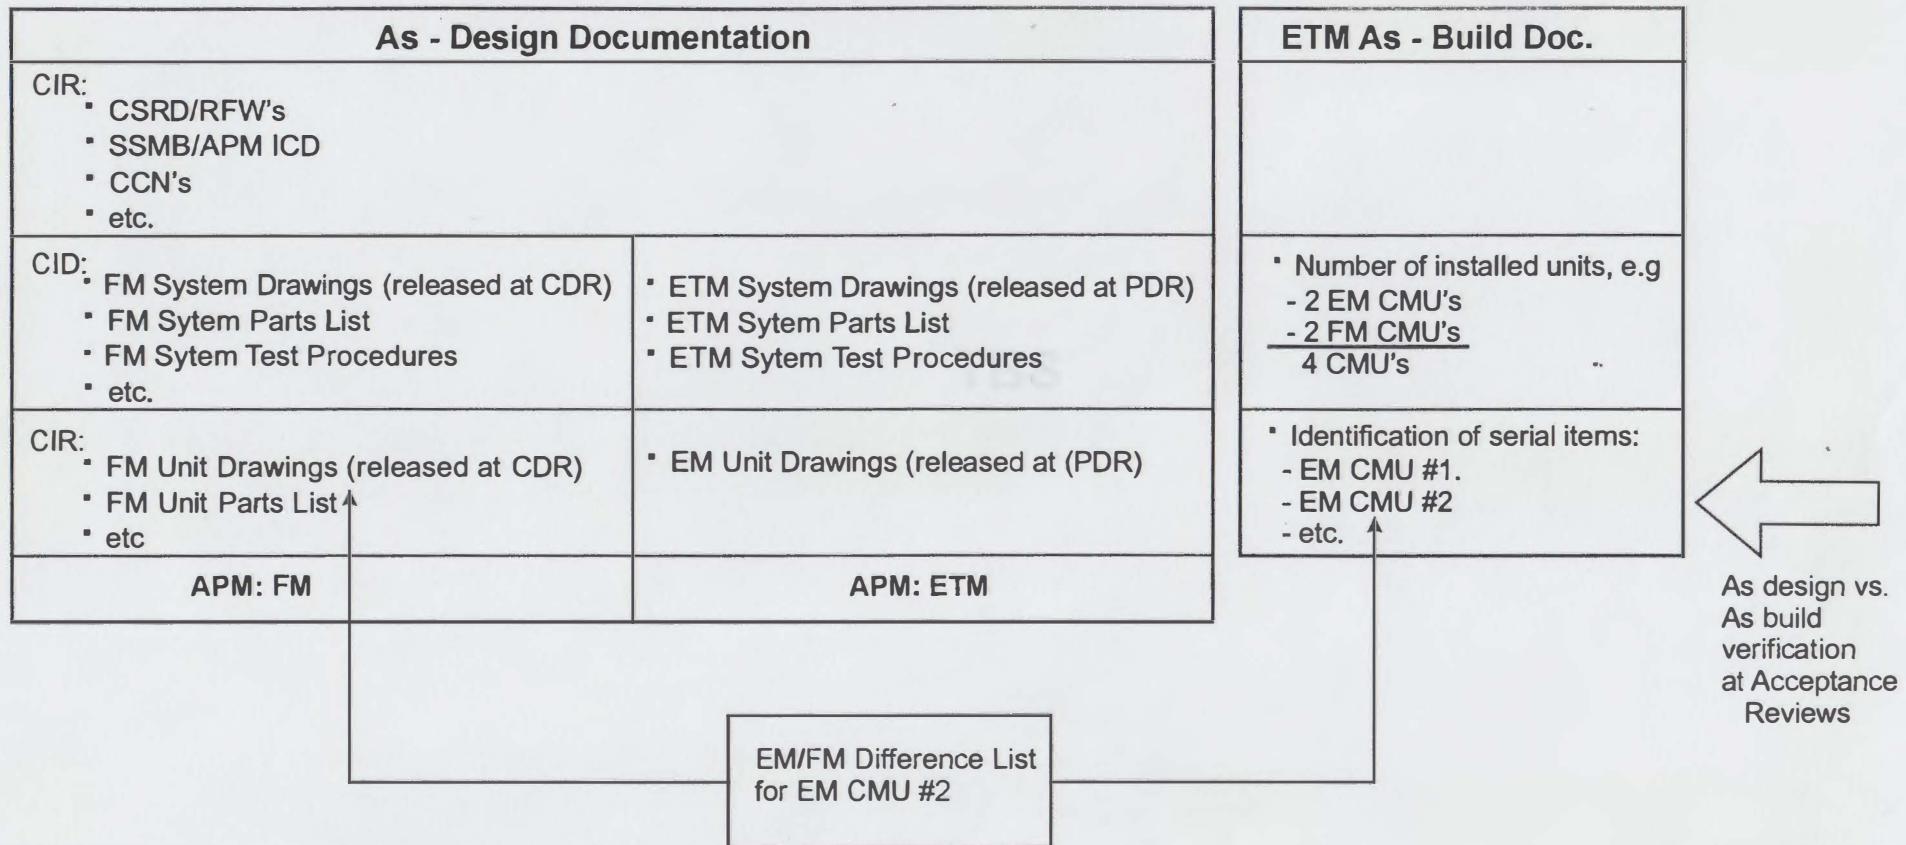 As - Design Documentation
CIR:
▪ CSRD/RFW's
▪ SSMB/APM ICD
▪ CCN's
▪ etc.
CID:
▪ FM System Drawings (released at CDR)
▪ FM Sytem Parts List
▪ FM Sytem Test Procedures
▪ etc.
▪ ETM System Drawings (released at PDR)
▪ ETM Sytem Parts List
▪ ETM Sytem Test Procedures
CIR:
▪ FM Unit Drawings (released at CDR)
▪ FM Unit Parts List
▪ etc
▪ EM Unit Drawings (released at (PDR)
APM: FM
APM: ETM
ETM As - Build Doc.
▪ Number of installed units, e.g
- 2 EM CMU's
- 2 FM CMU's
4 CMU's
▪ Identification of serial items:
- EM CMU #1.
- EM CMU #2
- etc.
As design vs.
As build
verification
at Acceptance
Reviews
EM/FM Difference List
for EM CMU #2